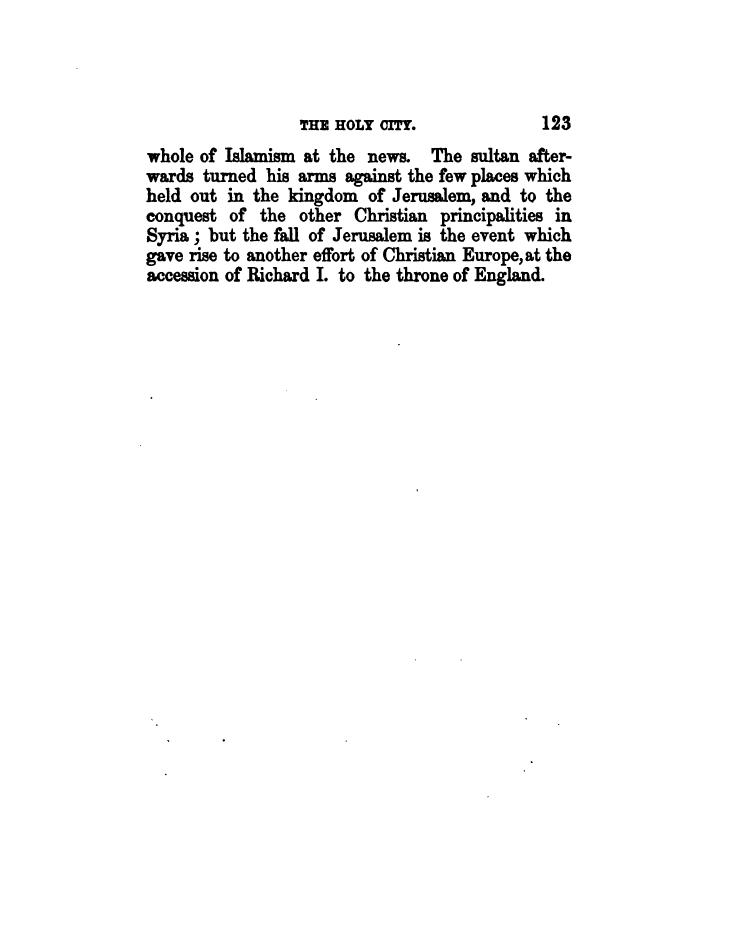 THE HOLY CITY. 123
whole of Islamism at the news. The sultan after-
wards turned his arms against the few places which
held out in the kingdom of Jerusalem, and to the
conquest of the other Christian principalities in
Syria ; but the fall of Jerusalem is the event which
gave rise to another effort of Christian Europe, at the
accession of Richard I. to the throne of England.